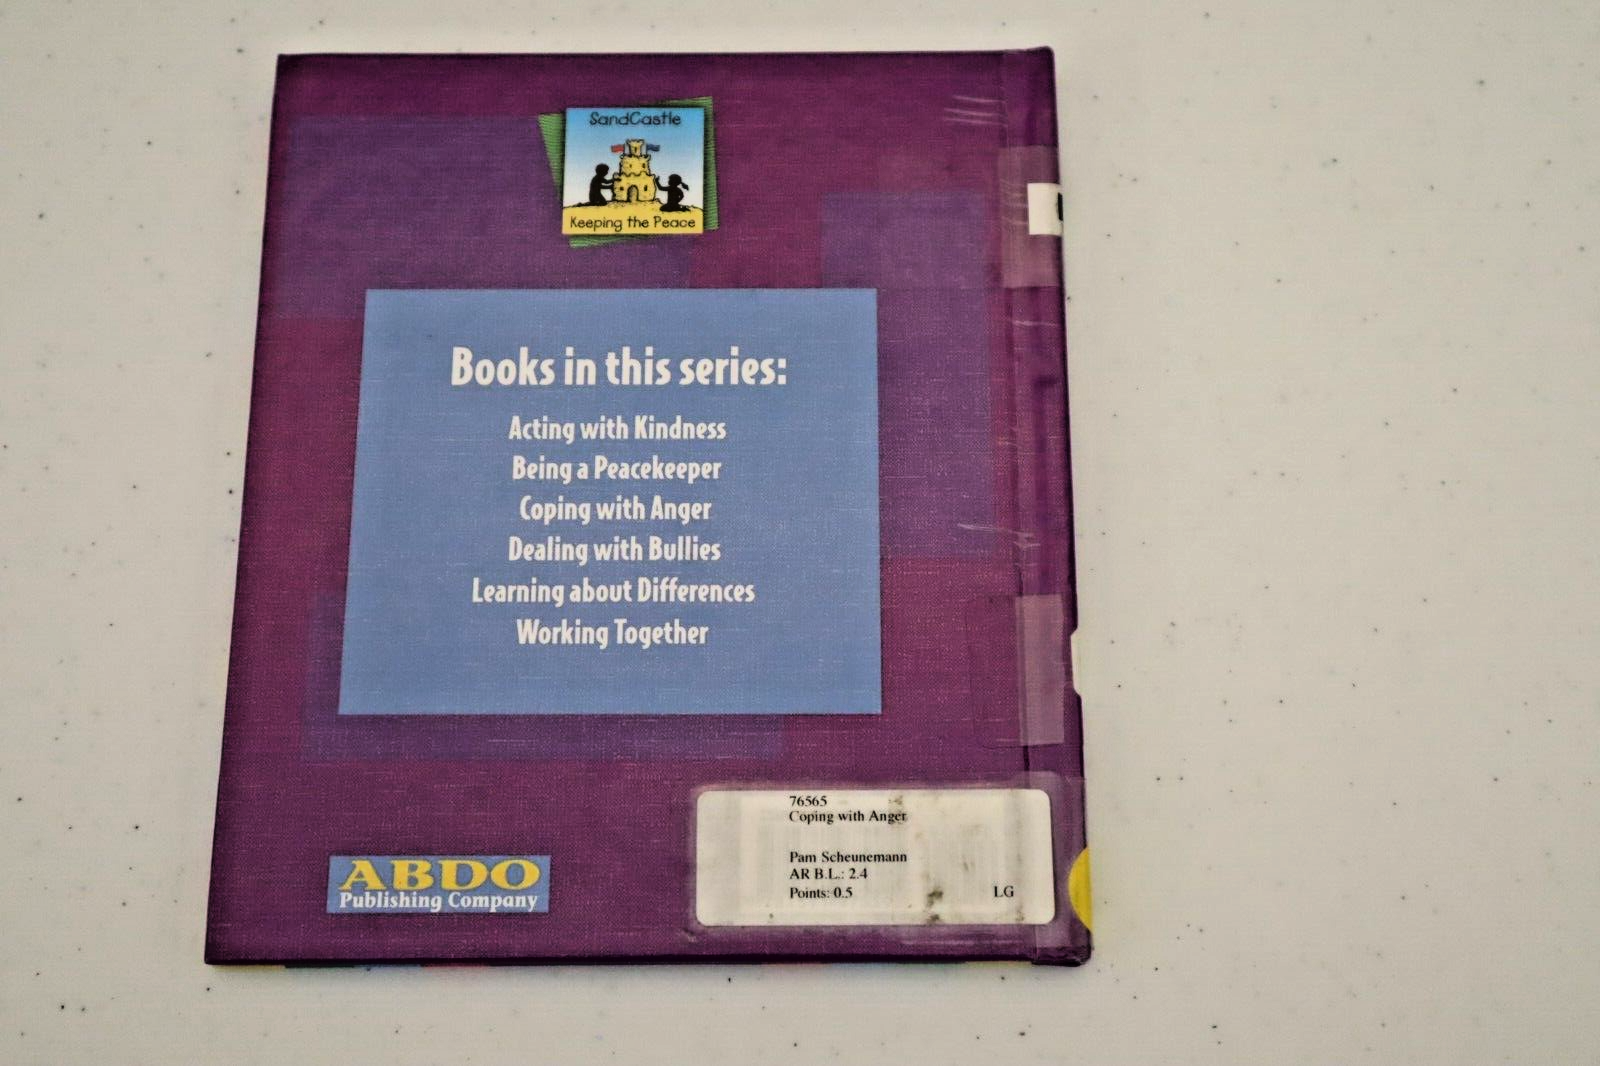 SandCastle
Keeping the Peace
Books in this series:
Acting with Kindness
Being a Peacekeeper
Coping with Anger
Dealing with Bullies
Learning about Differences
Working Together
ABDO
Publishing Company
76565
Coping with Anger
Pam Scheunemann
AR B.L.: 2.4
Points: 0.5 LG